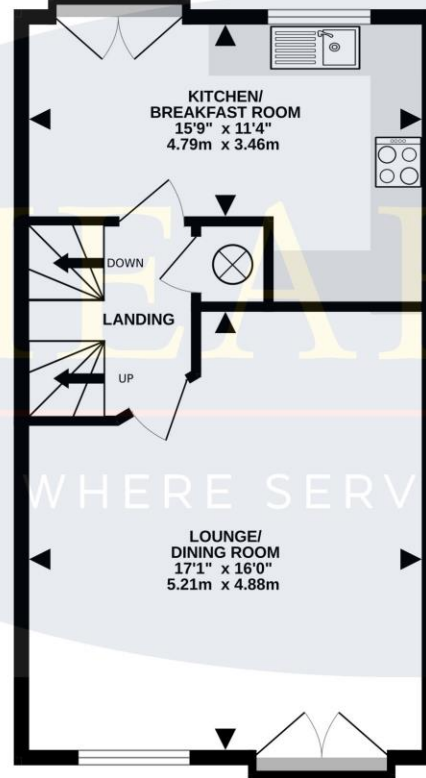 KITCHEN/
BREAKFAST ROOM
15'9" x 11'4"
4.79m x 3.46m
DOWN
LANDING
UP
WHERE SERV
LOUNGE/
DINING ROOM
17'1" x 16'0"
5.21m x 4.88m